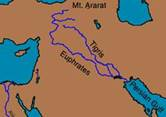 Mt. Ararat
Tigris
Euphrates
Persian Gulf